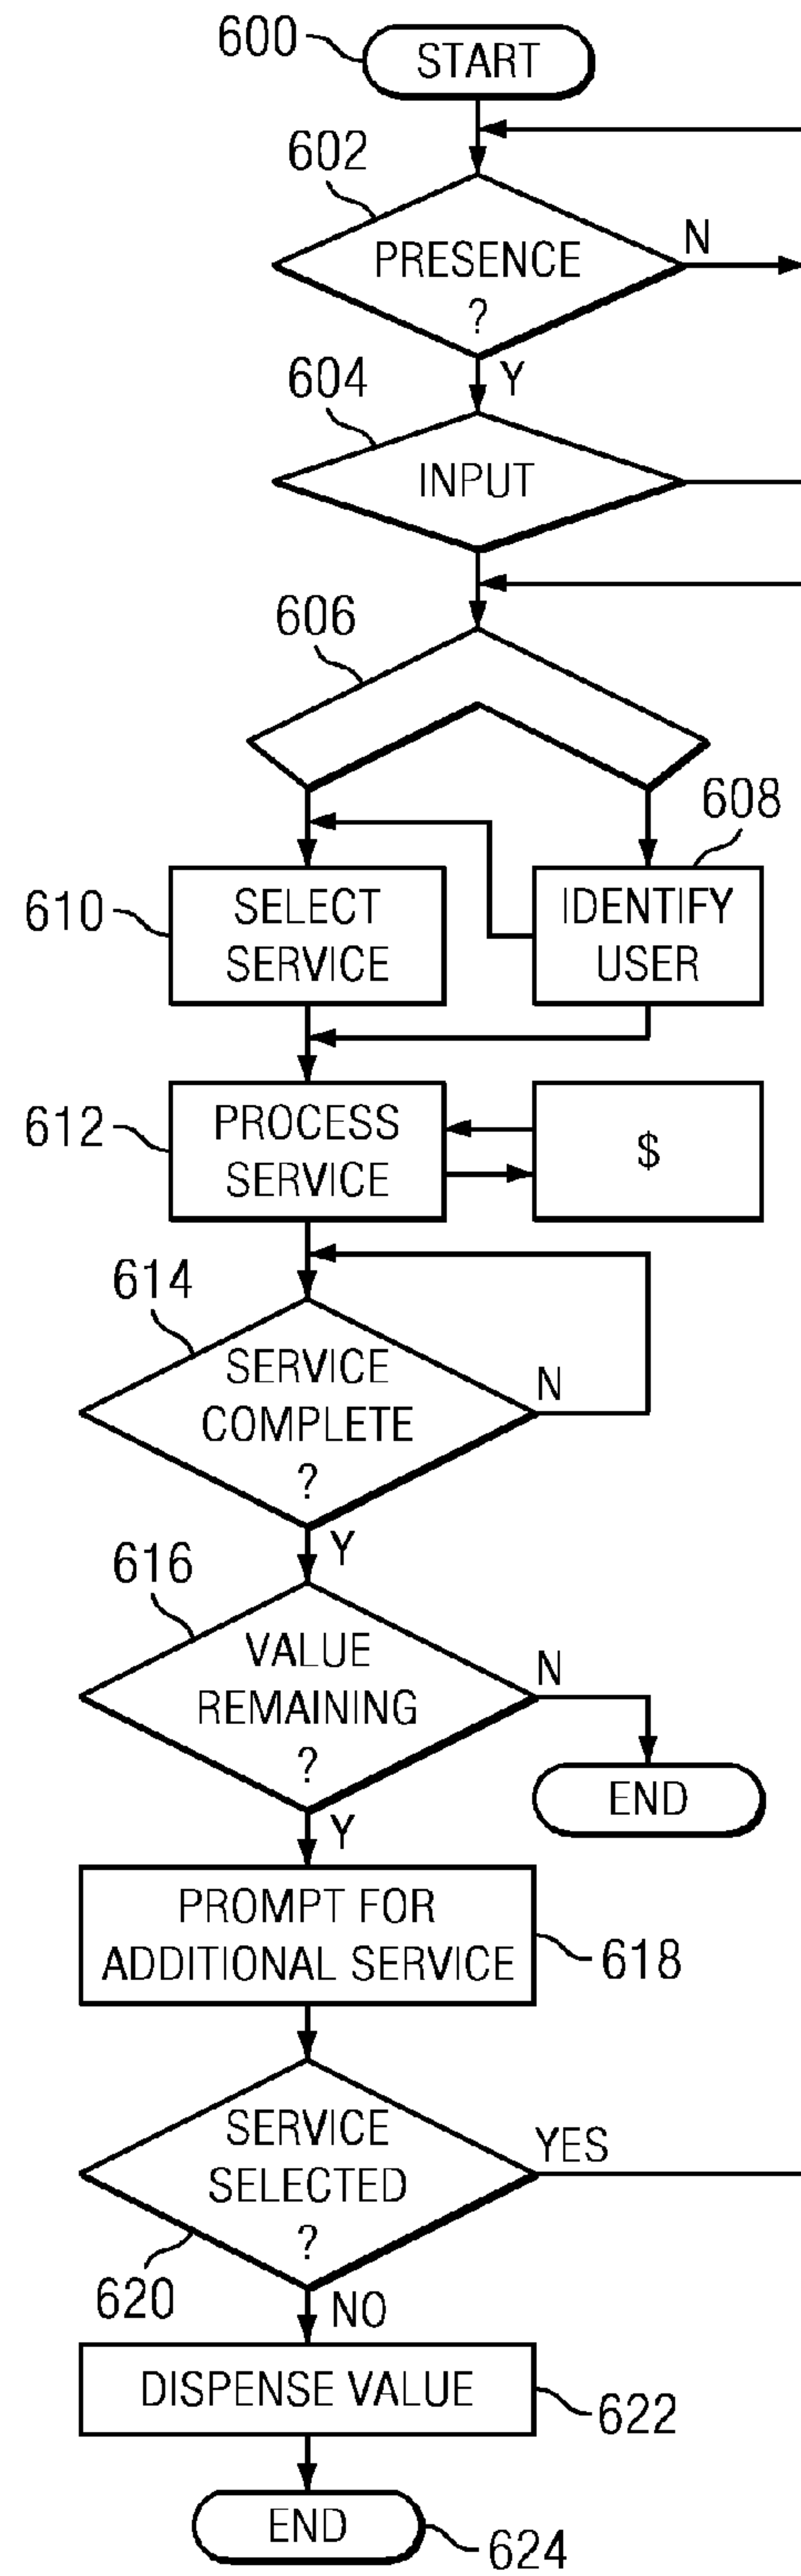 600
START
602
PRESENCE
?
N
Y
604
INPUT
606
608
610
SELECT
SERVICE
IDENTIFY
USER
612
PROCESS
SERVICE
$
614
SERVICE
COMPLETE
?
N
Y
616
VALUE
REMAINING
?
N
END
Y
PROMPT FOR
ADDITIONAL SERVICE
618
SERVICE
SELECTED
?
YES
620
NO
DISPENSE VALUE
622
END
624